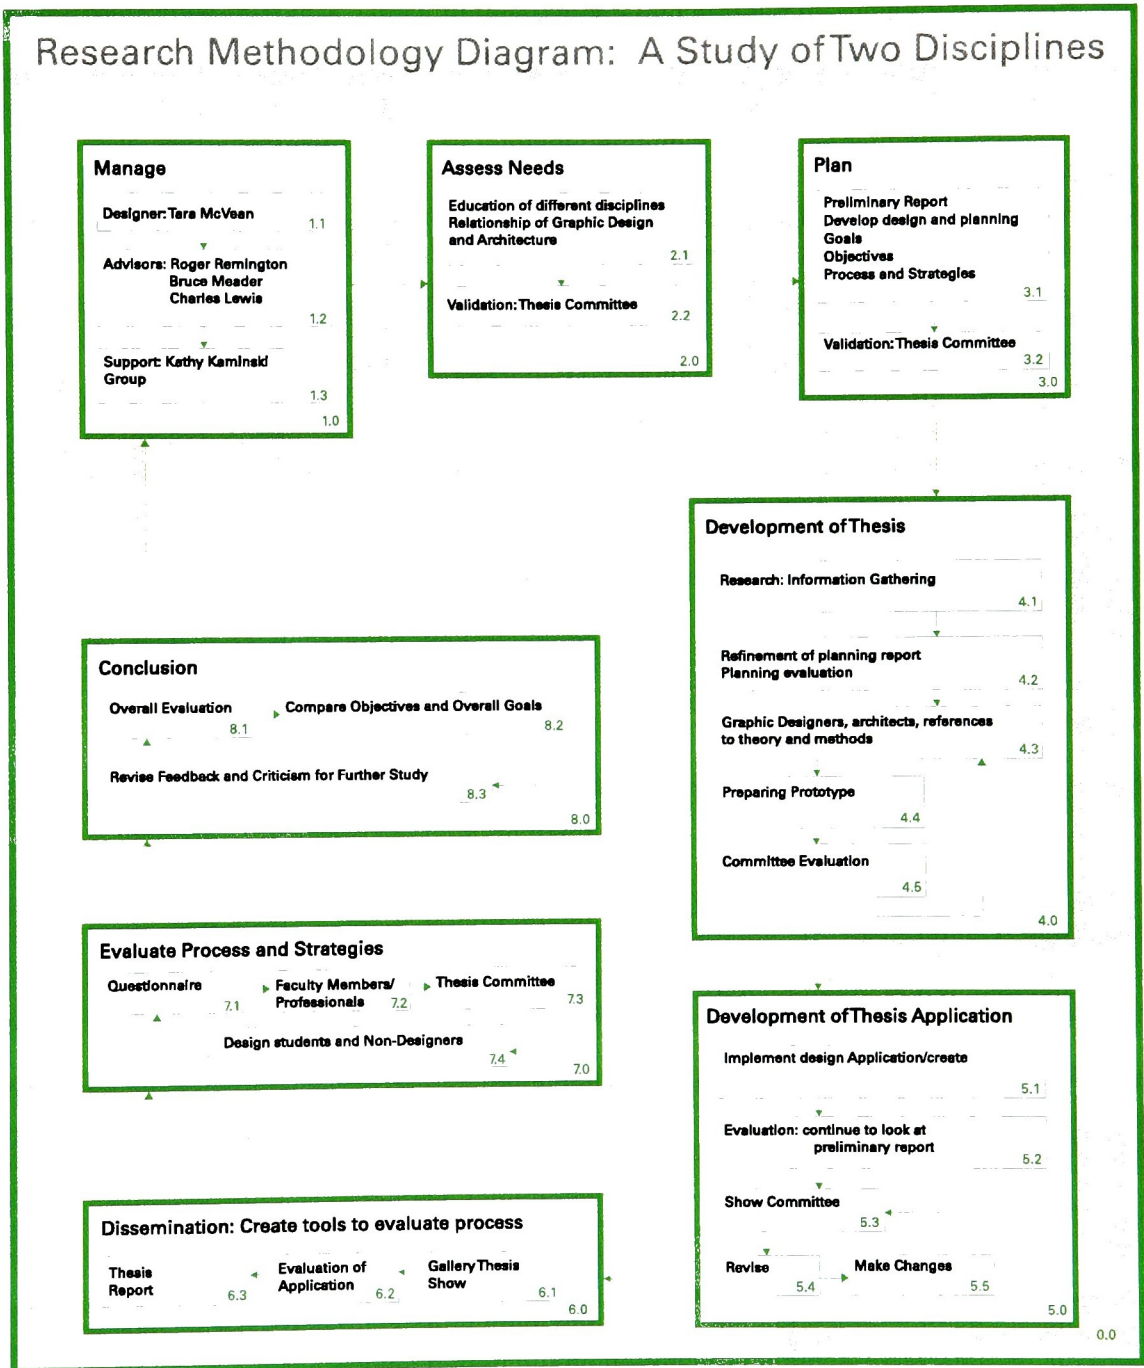 Research Methodology Diagram: A Study of Two Disciplines
Manage
Designer: Tara McVean
1.1
Advisors: Roger Remington
Bruce Meader
Charles Lewis
1.2
Support: Kathy Kaminski
Group
1.3
1.0
Assess Needs
Education of different disciplines
Relationship of Graphic Design
and Architecture
2.1
Validation: Thesis Committee
2.2
2.0
Plan
Preliminary Report
Develop design and planning
Goals
Objectives
Process and Strategies
3.1
Validation: Thesis Committee
3.2
3.0
Development of Thesis
Research: Information Gathering
4.1
Refinement of planning report
Planning evaluation
4.2
Graphic Designers, architects, references
to theory and methods
4.3
Preparing Prototype
4.4
Committee Evaluation
4.5
4.0
Development of Thesis Application
Implement design Application/create
5.1
Evaluation: continue to look at
preliminary report
5.2
Show Committee
5.3
Revise
5.4
Make Changes
5.5
5.0
Dissemination: Create tools to evaluate process
Thesis
Report
6.3
Evaluation of
Application
6.2
Gallery Thesis
Show
6.1
6.0
Evaluate Process and Strategies
Questionnaire
7.1
Faculty Members/
Professionals
7.2
Thesis Committee
7.3
Design students and Non-Designers
7.4
7.0
Conclusion
Overall Evaluation
8.1
Compare Objectives and Overall Goals
8.2
Revise Feedback and Criticism for Further Study
8.3
8.0
0.0